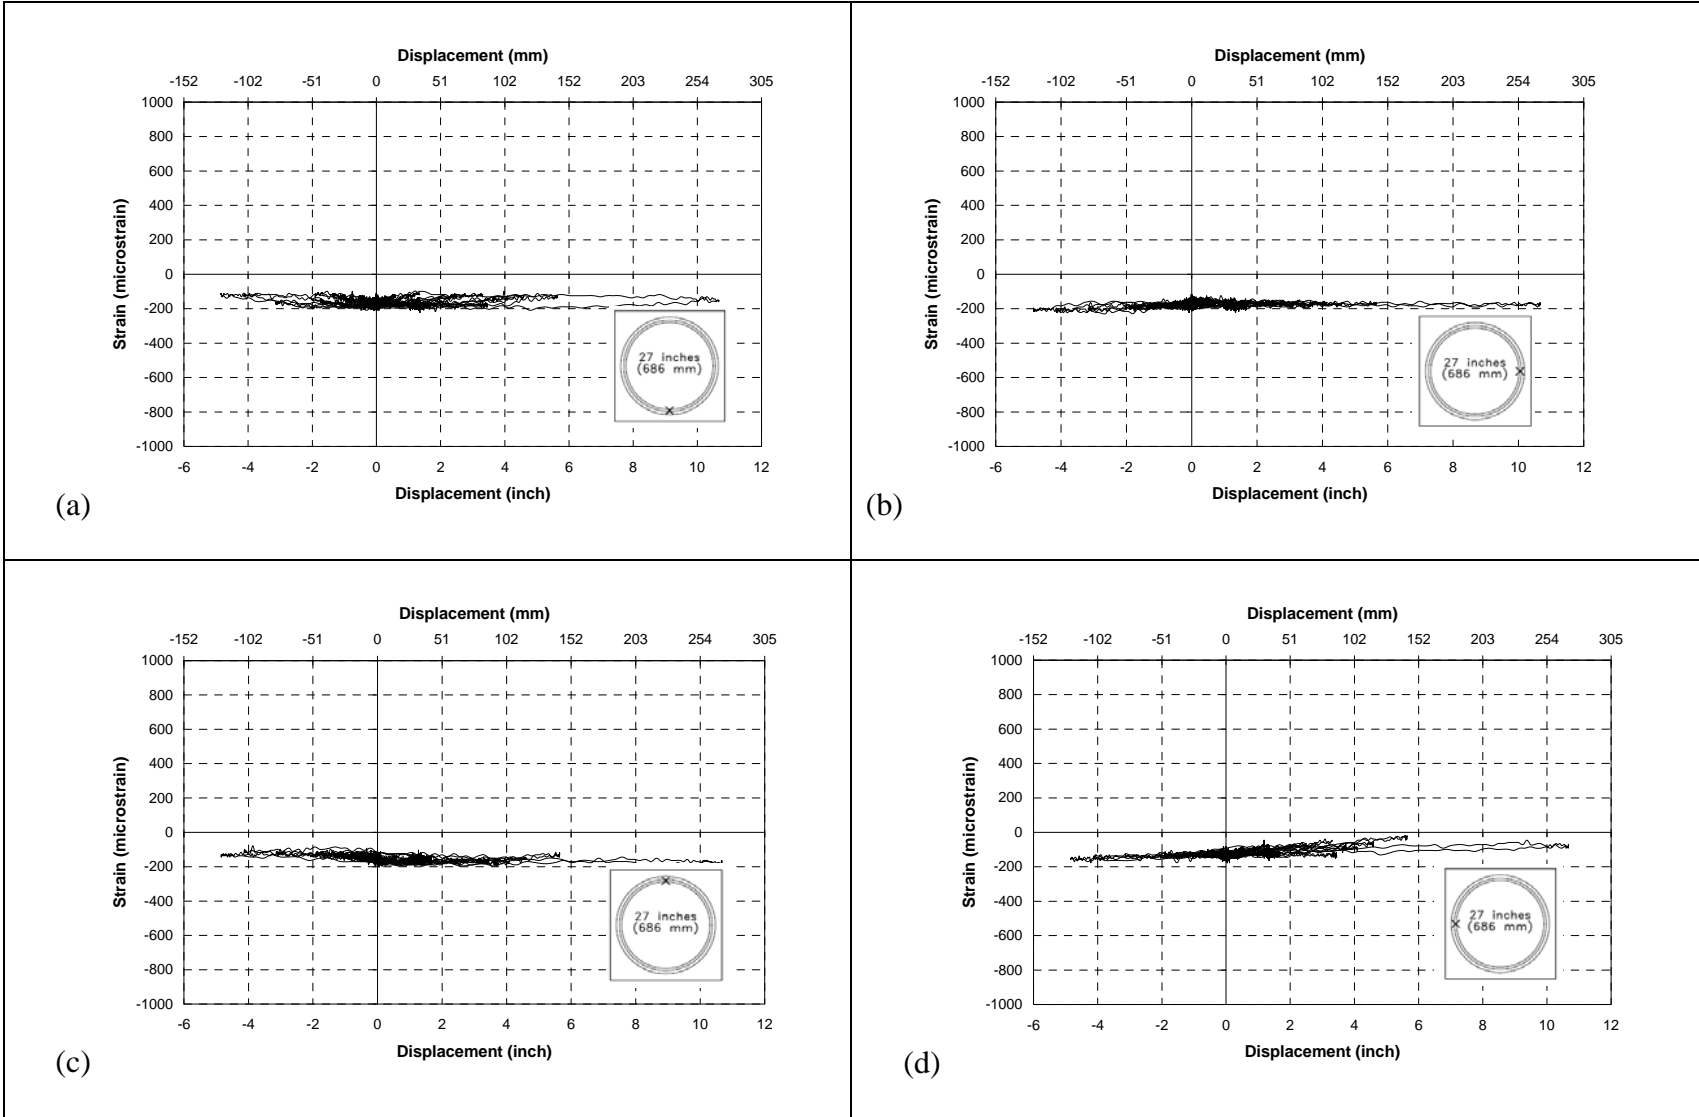 Displacement (mm)
-152 -102 -51 0 51 102 152 203 254 305
1000
800
600
400
200
0
-200
-400
-600
-800
-1000
Strain (microstrain)
27 inches
(686 mm)
-6 -4 -2 0 2 4 6 8 10 12
Displacement (inch)
(a)
Displacement (mm)
-152 -102 -51 0 51 102 152 203 254 305
1000
800
600
400
200
0
-200
-400
-600
-800
-1000
Strain (microstrain)
27 inches
(686 mm)
-6 -4 -2 0 2 4 6 8 10 12
Displacement (inch)
(b)
Displacement (mm)
-152 -102 -51 0 51 102 152 203 254 305
1000
800
600
400
200
0
-200
-400
-600
-800
-1000
Strain (microstrain)
27 inches
(686 mm)
-6 -4 -2 0 2 4 6 8 10 12
Displacement (inch)
(c)
Displacement (mm)
-152 -102 -51 0 51 102 152 203 254 305
1000
800
600
400
200
0
-200
-400
-600
-800
-1000
Strain (microstrain)
27 inches
(686 mm)
-6 -4 -2 0 2 4 6 8 10 12
Displacement (inch)
(d)